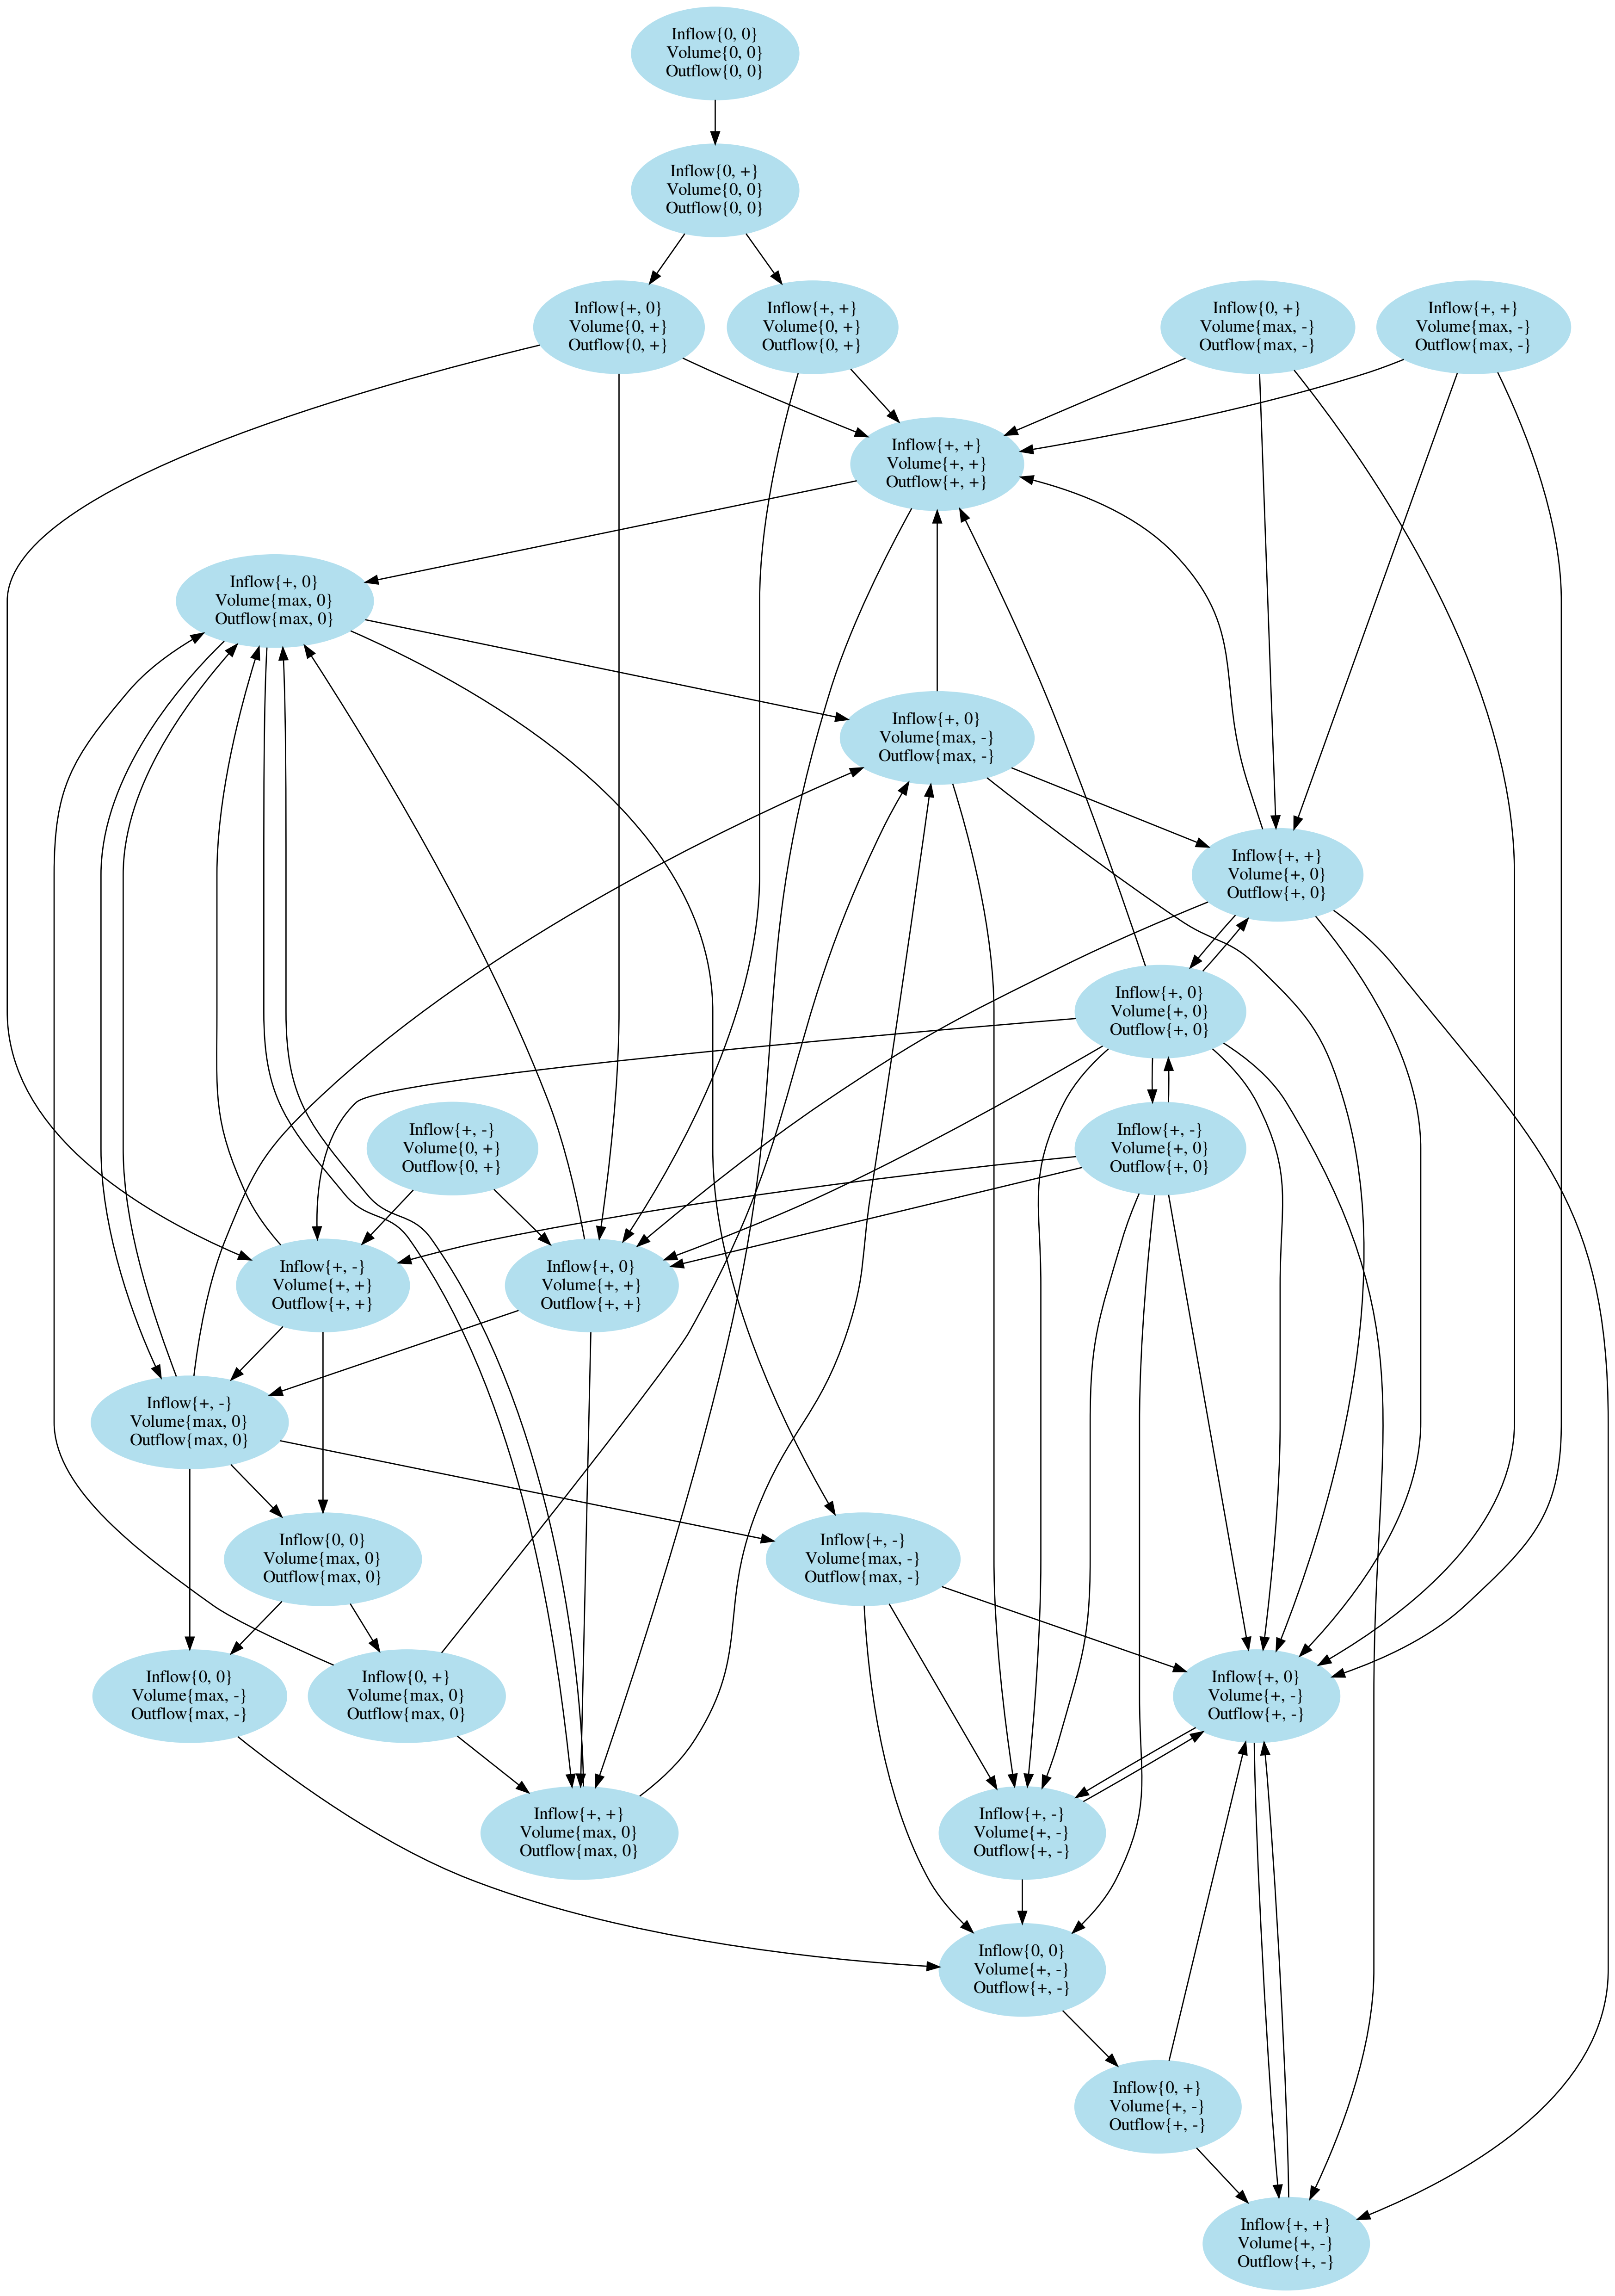 Inflow{0, 0}
Volume{0, 0}
Outflow{0, 0}
Inflow{0, +}
Volume{0, 0}
Outflow{0, 0}
Inflow{+, 0}
Volume{0, +}
Outflow{0, +}
Inflow{+, +}
Volume{0, +}
Outflow{0, +}
Inflow{0, +}
Volume{max, -}
Outflow{max, -}
Inflow{+, +}
Volume{max, -}
Outflow{max, -}
Inflow{+, +}
Volume{+, +}
Outflow{+, +}
Inflow{+, 0}
Volume{max, 0}
Outflow{max, 0}
Inflow{+, 0}
Volume{max, -}
Outflow{max, -}
Inflow{+, +}
Volume{+, 0}
Outflow{+, 0}
Inflow{+, 0}
Volume{+, 0}
Outflow{+, 0}
Inflow{+, -}
Volume{0, +}
Outflow{0, +}
Inflow{+, -}
Volume{+, 0}
Outflow{+, 0}
Inflow{+, -}
Volume{+, +}
Outflow{+, +}
Inflow{+, 0}
Volume{+, +}
Outflow{+, +}
Inflow{+, -}
Volume{max, 0}
Outflow{max, 0}
Inflow{0, 0}
Volume{max, 0}
Outflow{max, 0}
Inflow{+, -}
Volume{max, -}
Outflow{max, -}
Inflow{0, 0}
Volume{max, -}
Outflow{max, -}
Inflow{0, +}
Volume{max, 0}
Outflow{max, 0}
Inflow{+, 0}
Volume{+, -}
Outflow{+, -}
Inflow{+, +}
Volume{max, 0}
Outflow{max, 0}
Inflow{+, -}
Volume{+, -}
Outflow{+, -}
Inflow{0, 0}
Volume{+, -}
Outflow{+, -}
Inflow{0, +}
Volume{+, -}
Outflow{+, -}
Inflow{+, +}
Volume{+, -}
Outflow{+, -}